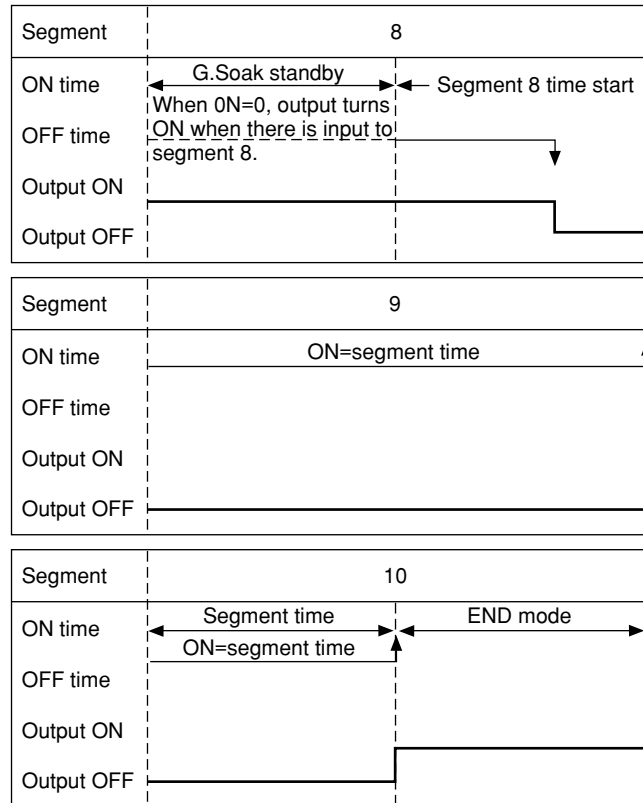 Segment 8
ON time G.Soak standby Segment 8 time start
When 0N=0, output turns
OFF time ON when there is input to
segment 8.
Output ON
Output OFF
Segment 9
ON time ON=segment time
OFF time
Output ON
Output OFF
Segment 10
ON time Segment time END mode
ON=segment time
OFF time
Output ON
Output OFF